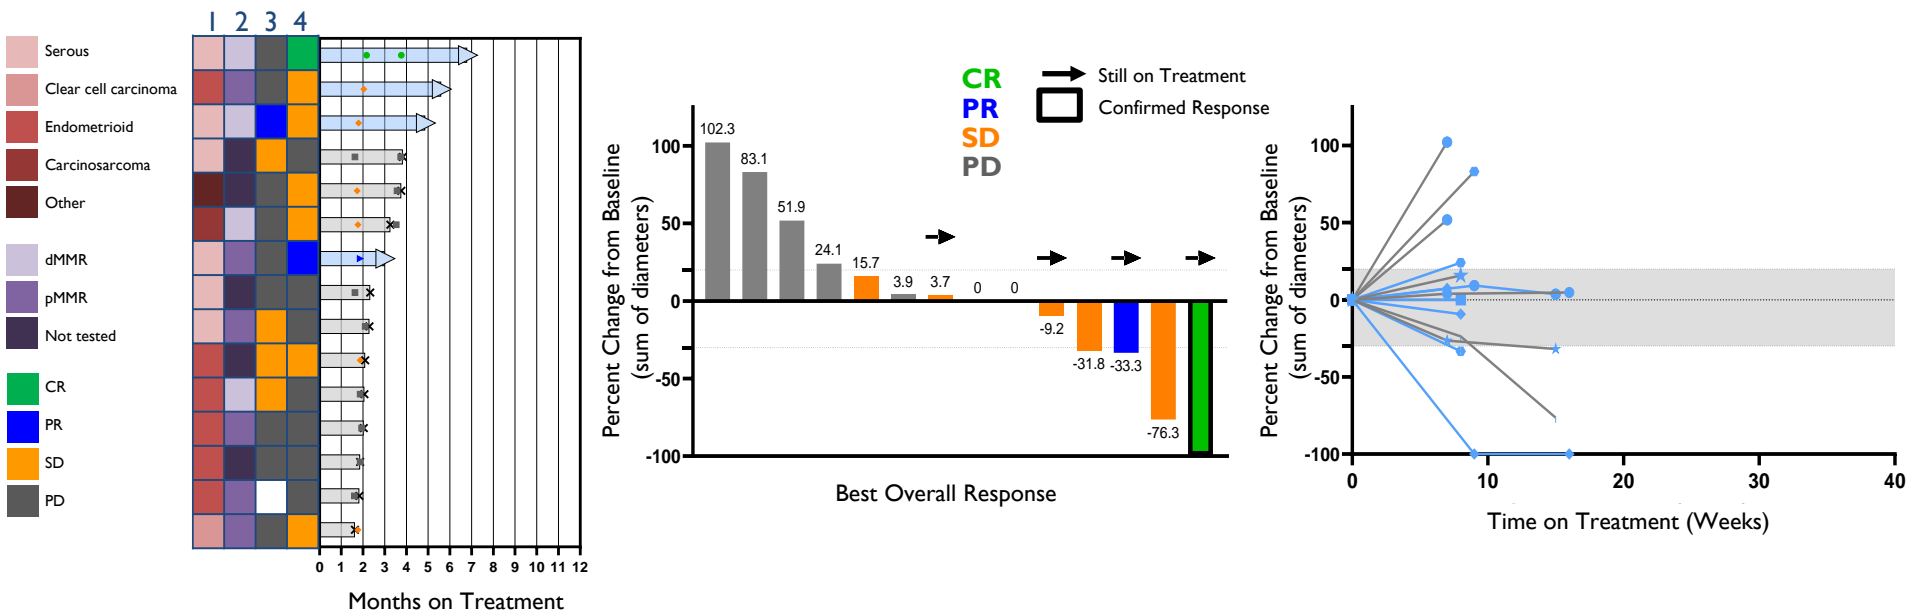 1 2 3 4
Serous
Clear cell carcinoma
Endometrioid
Carcinosarcoma
Other
dMMR
pMMR
Not tested
CR
PR
SD
PD
0 1 2 3 4 5 6 7 8 9 10 11 12
Months on Treatment
CR
PR
SD
PD
Still on Treatment
Confirmed Response
Percent Change from Baseline
(sum of diameters)
100
50
0
-50
-100
102.3
83.1
51.9
24.1
15.7
3.9
3.7
0
0
-9.2
-31.8
-33.3
-76.3
Best Overall Response
Percent Change from Baseline
(sum of diameters)
100
50
0
-50
-100
0 10 20 30 40
Time on Treatment (Weeks)